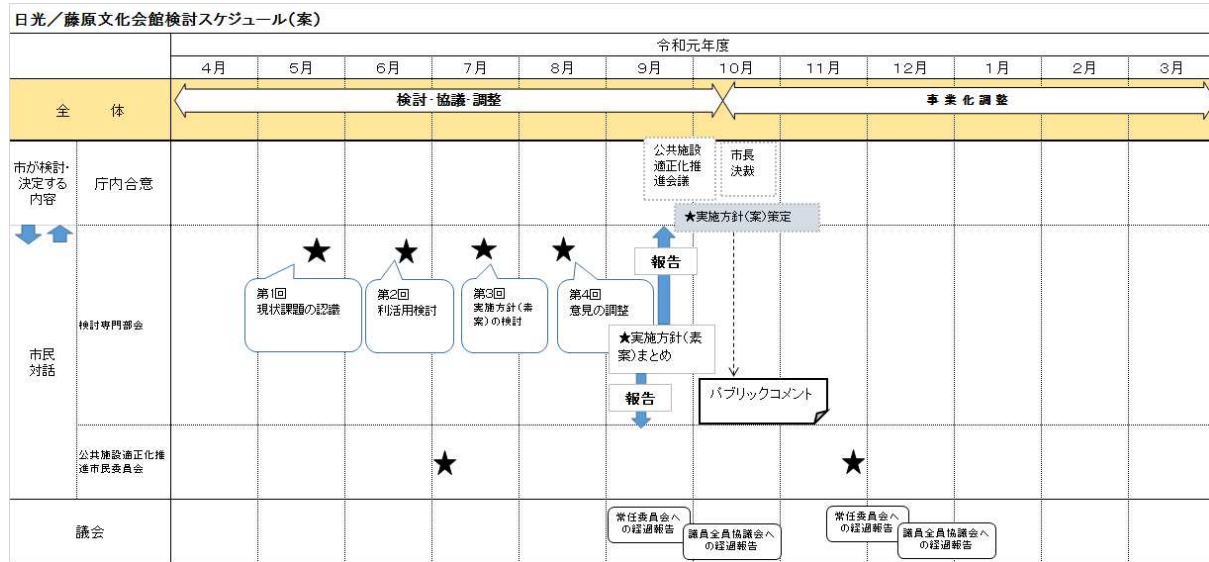 日光／藤原文化会館検討スケジュール(案)
令和元年度
4月 5月 6月 7月 8月 9月 10月 11月 12月 1月 2月 3月
全 体
検討・協議・調整
事業化調整
市が検討・
決定する
内容
庁内合意
公共施設
適正化推
進会議
市長
決裁
★実施方針(案)策定
市民
対話
検討専門部会
★ ★ ★ ★
第1回
現状課題の認識
第2回
利活用検討
第3回
実施方針(素
案)の検討
第4回
意見の調整
報告
★実施方針(素
案)まとめ
報告
パブリックコメント
公共施設適正化推
進市民委員会
★ ★
議会
常任委員会へ
の経過報告
議員全員協議会へ
の経過報告
常任委員会へ
の経過報告
議員全員協議会へ
の経過報告